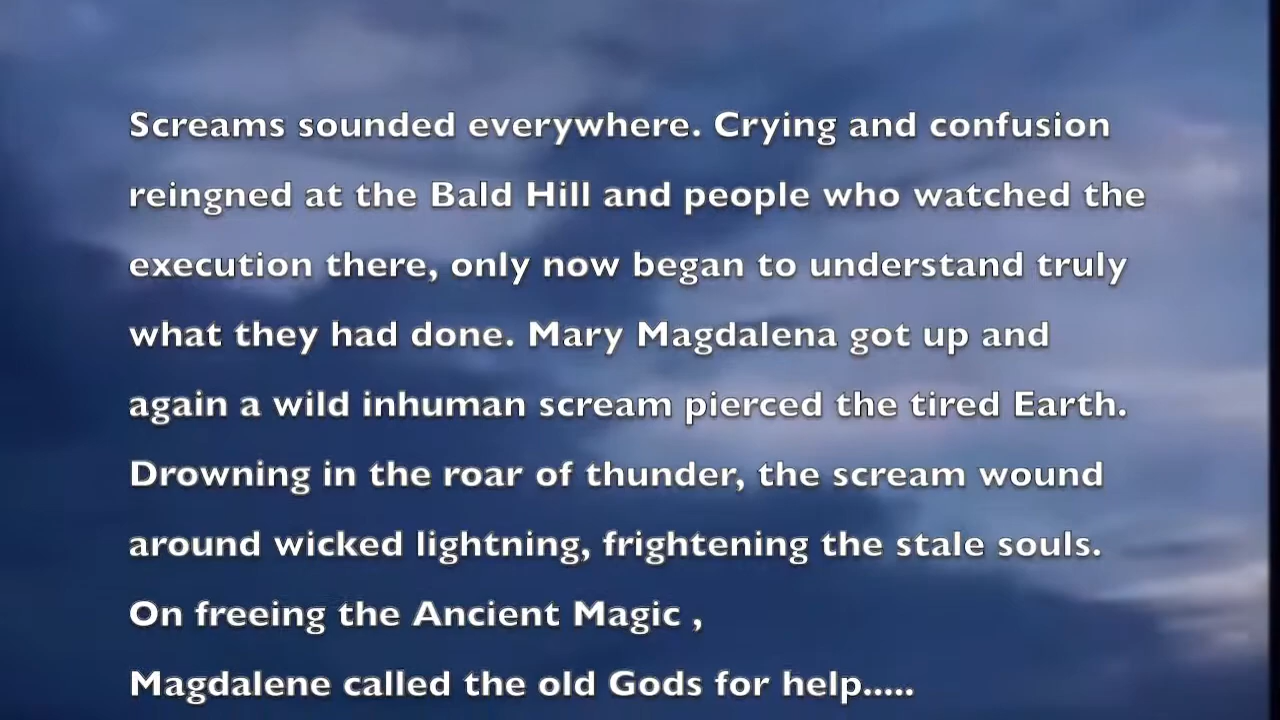 Screams sounded everywhere. Crying and confusion
reingned at the Bald Hill and people who watched the
execution there, only now began to understand truly
what they had done. Mary Magdalena got up and
again a wild inhuman scream pierced the tired Earth.
Drowning in the roar of thunder, the scream wound
around wicked lightning, frightening the stale souls.
On freeing the Ancient Magic ,
Magdalene called the old Gods for help.....